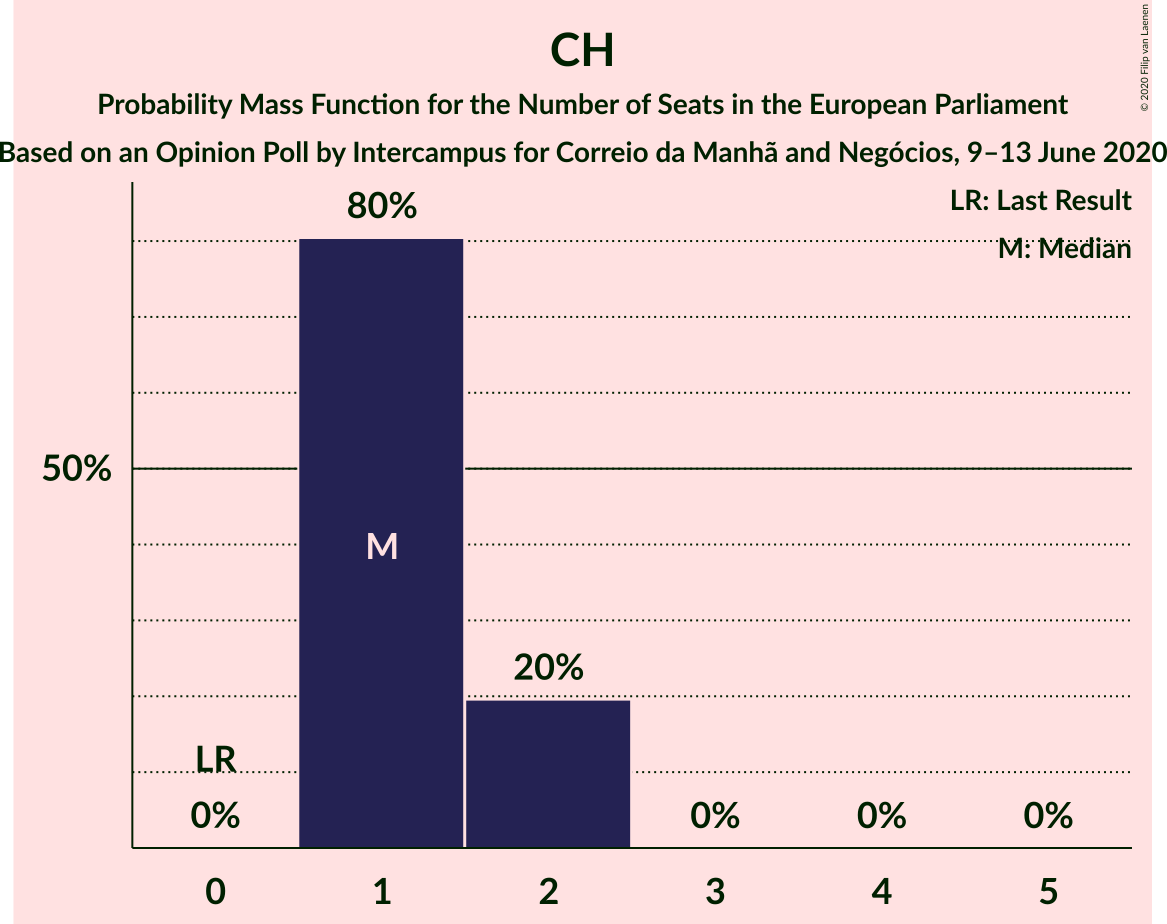 CH
Probability Mass Function for the Number of Seats in the European Parliament
Based on an Opinion Poll by Intercampus for Correio da Manhã and Negócios, 9–13 June 2020
© 2020 Filip van Laenen
LR: Last Result
M: Median
80%
50%
M
20%
LR
0%
0% 0% 0%
0 1 2 3 4 5